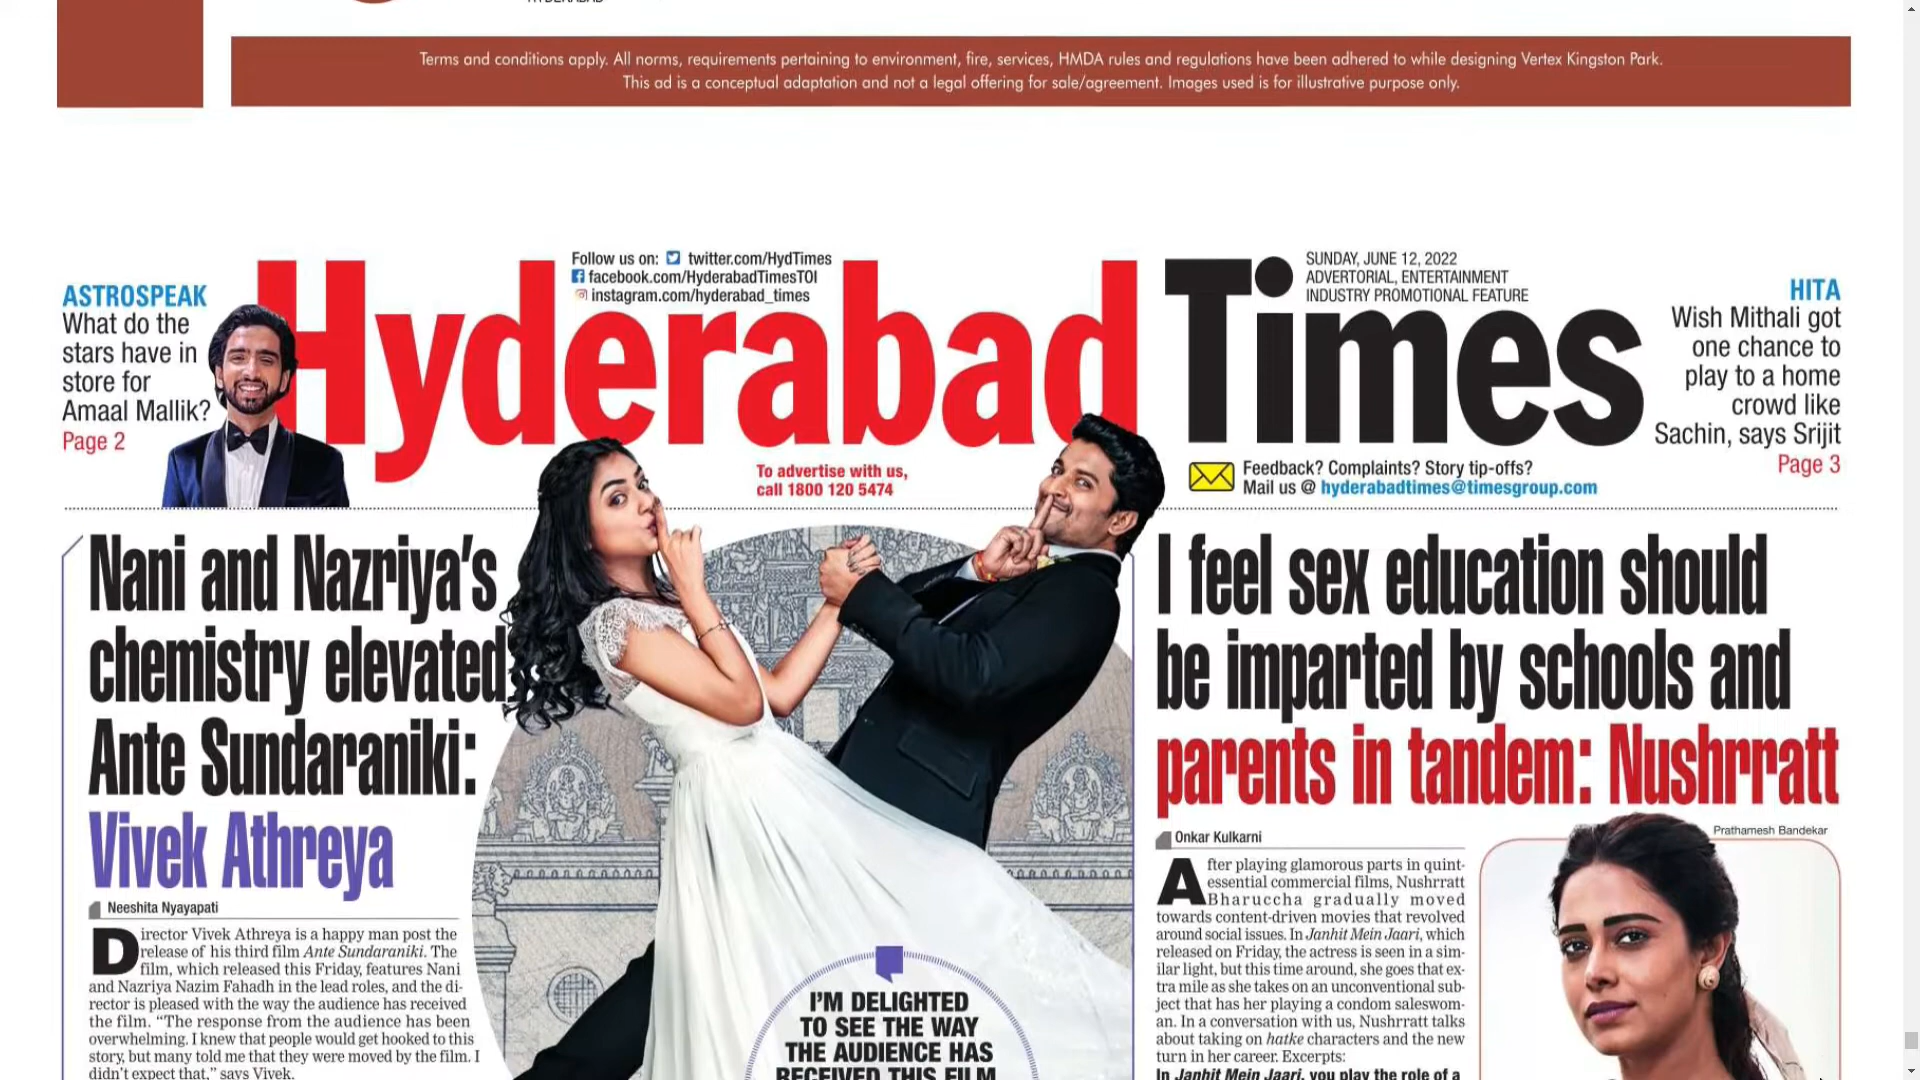 Terms and conditions apply. All norms, requirements pertaining to environment, fire, services, HMDA rules and regulations have been adhered to while designing Vertex Kingston Park.
This ad is a conceptual adaptation and not a legal offering for sale/agreement. Images used is for illustrative purpose only.
ASTROSPEAK
What do the
stars have in
store for
Amaal Mallik?
Page 2
Follow us on: twitter.com/HydTimes
facebook.com/HyderabadTimesTOI
instagram.com/hyderabad_times
Hyderabad Times
SUNDAY, JUNE 12, 2022
ADVERTORIAL, ENTERTAINMENT
INDUSTRY PROMOTIONAL FEATURE
HITA
Wish Mithali got
one chance to
play to a home
crowd like
Sachin, says Srijit
Page 3
To advertise with us,
call 1800 120 5474
Feedback? Complaints? Story tip-offs?
Mail us @ hyderabadtimes@timesgroup.com
Nani and Nazriya's
chemistry elevated
Ante Sundaraniki:
Vivek Athreya
Neeshita Nyayapati
Director Vivek Athreya is a happy man post the
release of his third film Ante Sundaraniki. The
film, which released this Friday, features Nani
and Nazriya Nazim Fahadh in the lead roles, and the di-
rector is pleased with the way the audience has received
the film. “The response from the audience has been
overwhelming. I knew that people would get hooked to this
story, but many told me that they were moved by the film. I
didn't expect that,” says Vivek.
I'M DELIGHTED
TO SEE THE WAY
THE AUDIENCE HAS
RECEIVED THIS FILM
I feel sex education should
be imparted by schools and
parents in tandem: Nushrratt
Onkar Kulkarni
Prathamesh Bandekar
After playing glamorous parts in quint-
essential commercial films, Nushrratt
Bharuccha gradually moved
towards content-driven movies that revolved
around social issues. In Janhit Mein Jaari, which
released on Friday, the actress is seen in a sim-
ilar light, but this time around, she goes that ex-
tra mile as she takes on an unconventional sub-
ject that has her playing a condom saleswom-
an. In a conversation with us, Nushrratt talks
about taking on hatke characters and the new
turn in her career. Excerpts:
In Janhit Mein Jaari, you play the role of a